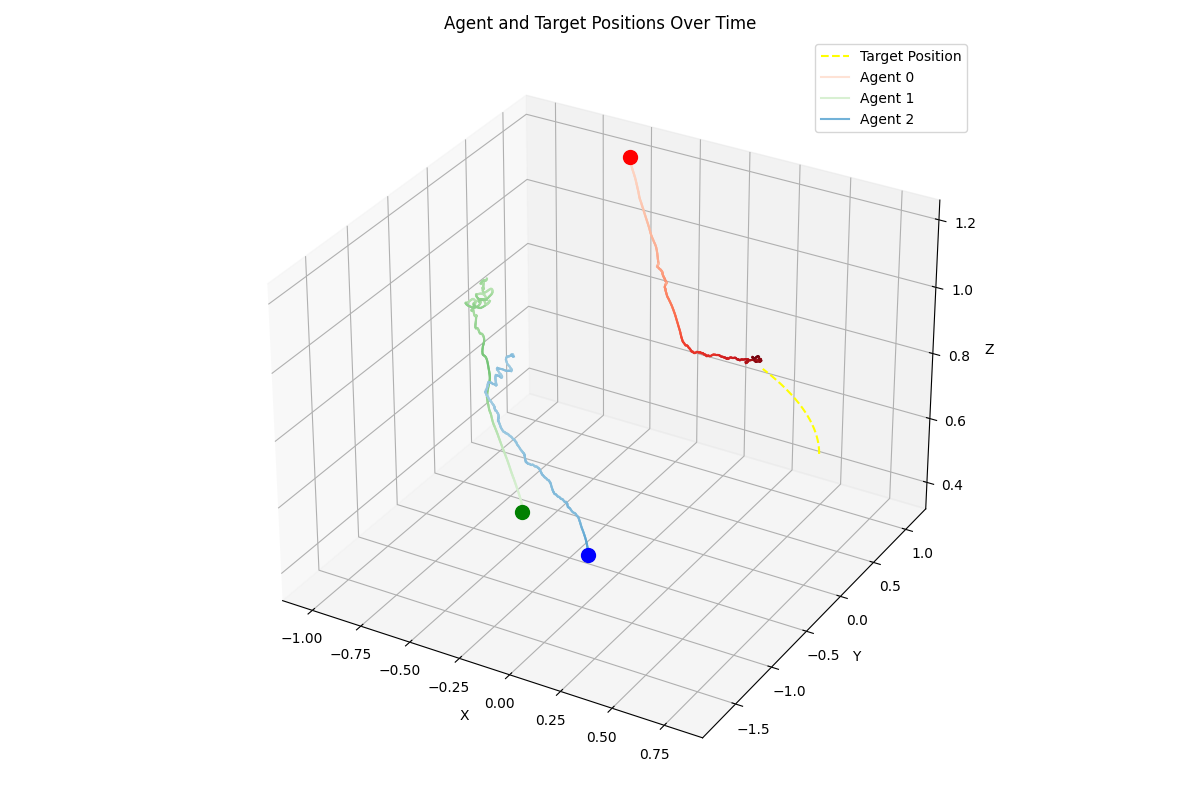 Agent and Target Positions Over Time
Target Position
Agent 0
Agent 1
Agent 2
1.2
1.0
0.8
0.6
0.4
Z
1.0
0.5
0.0
−0.5
−1.0
−1.5
Y
−1.00
−0.75
−0.50
−0.25
0.00
0.25
0.50
0.75
X